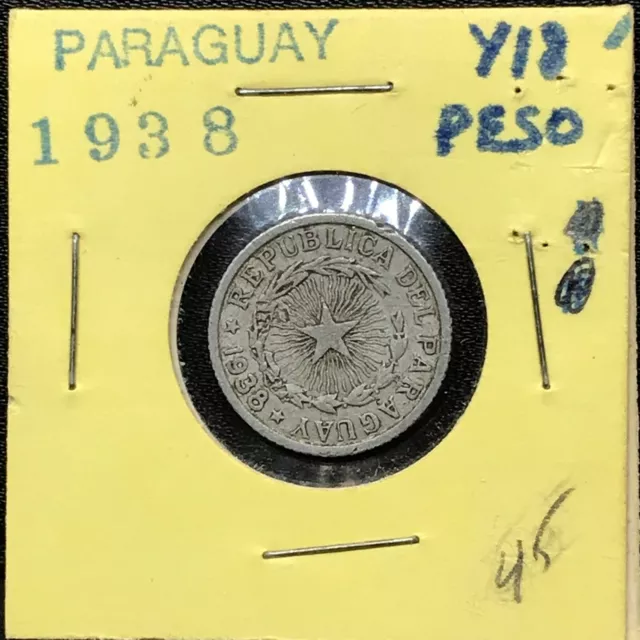 PARAGUAY
Y18
1938
PESO
★ REPUBLICA DEL PARAGUAY ★ 1938
45